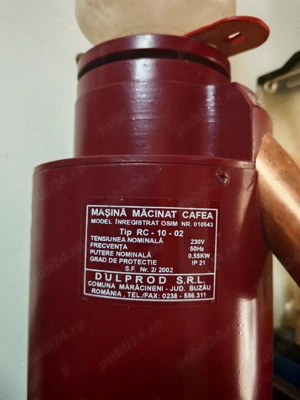 MAȘINĂ MĂCINAT CAFEA
MODEL ÎNREGISTRAT OSIM NR. 010543
Tip RC - 10 - 02
TENSIUNEA NOMINALĂ 230V
FRECVENȚA 50Hz
PUTERE NOMINALĂ 0,55KW
GRAD DE PROTECTIE IP 21
S.F. Nr. 2/ 2002
DULPROD S.R.L.
COMUNA MĂRĂCINENI - JUD. BUZĂU
ROMÂNIA, TEL./FAX: 0238 - 556.311